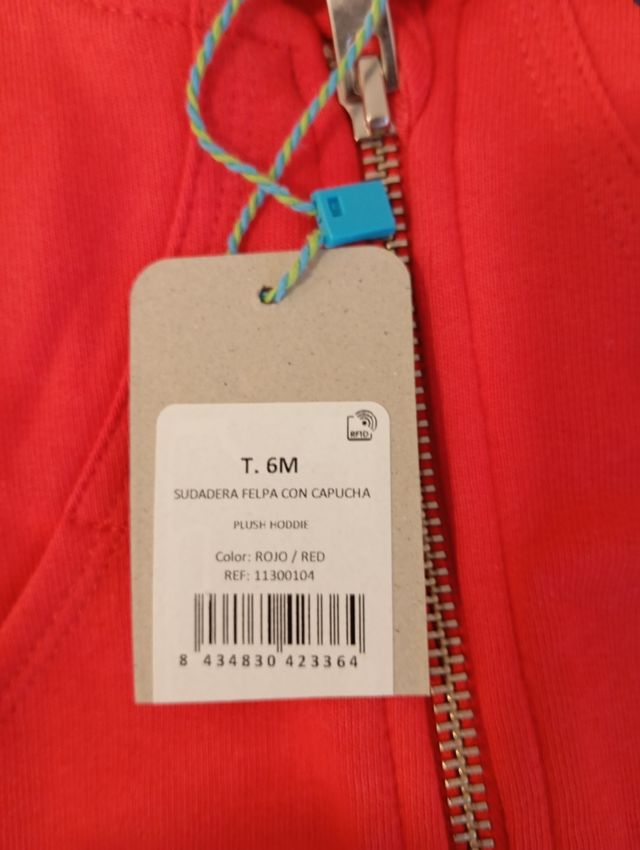 RFID
T. 6M
SUDADERA FELPA CON CAPUCHA
PLUSH HODDIE
Color: ROJO / RED
REF: 11300104
8 434830 423364